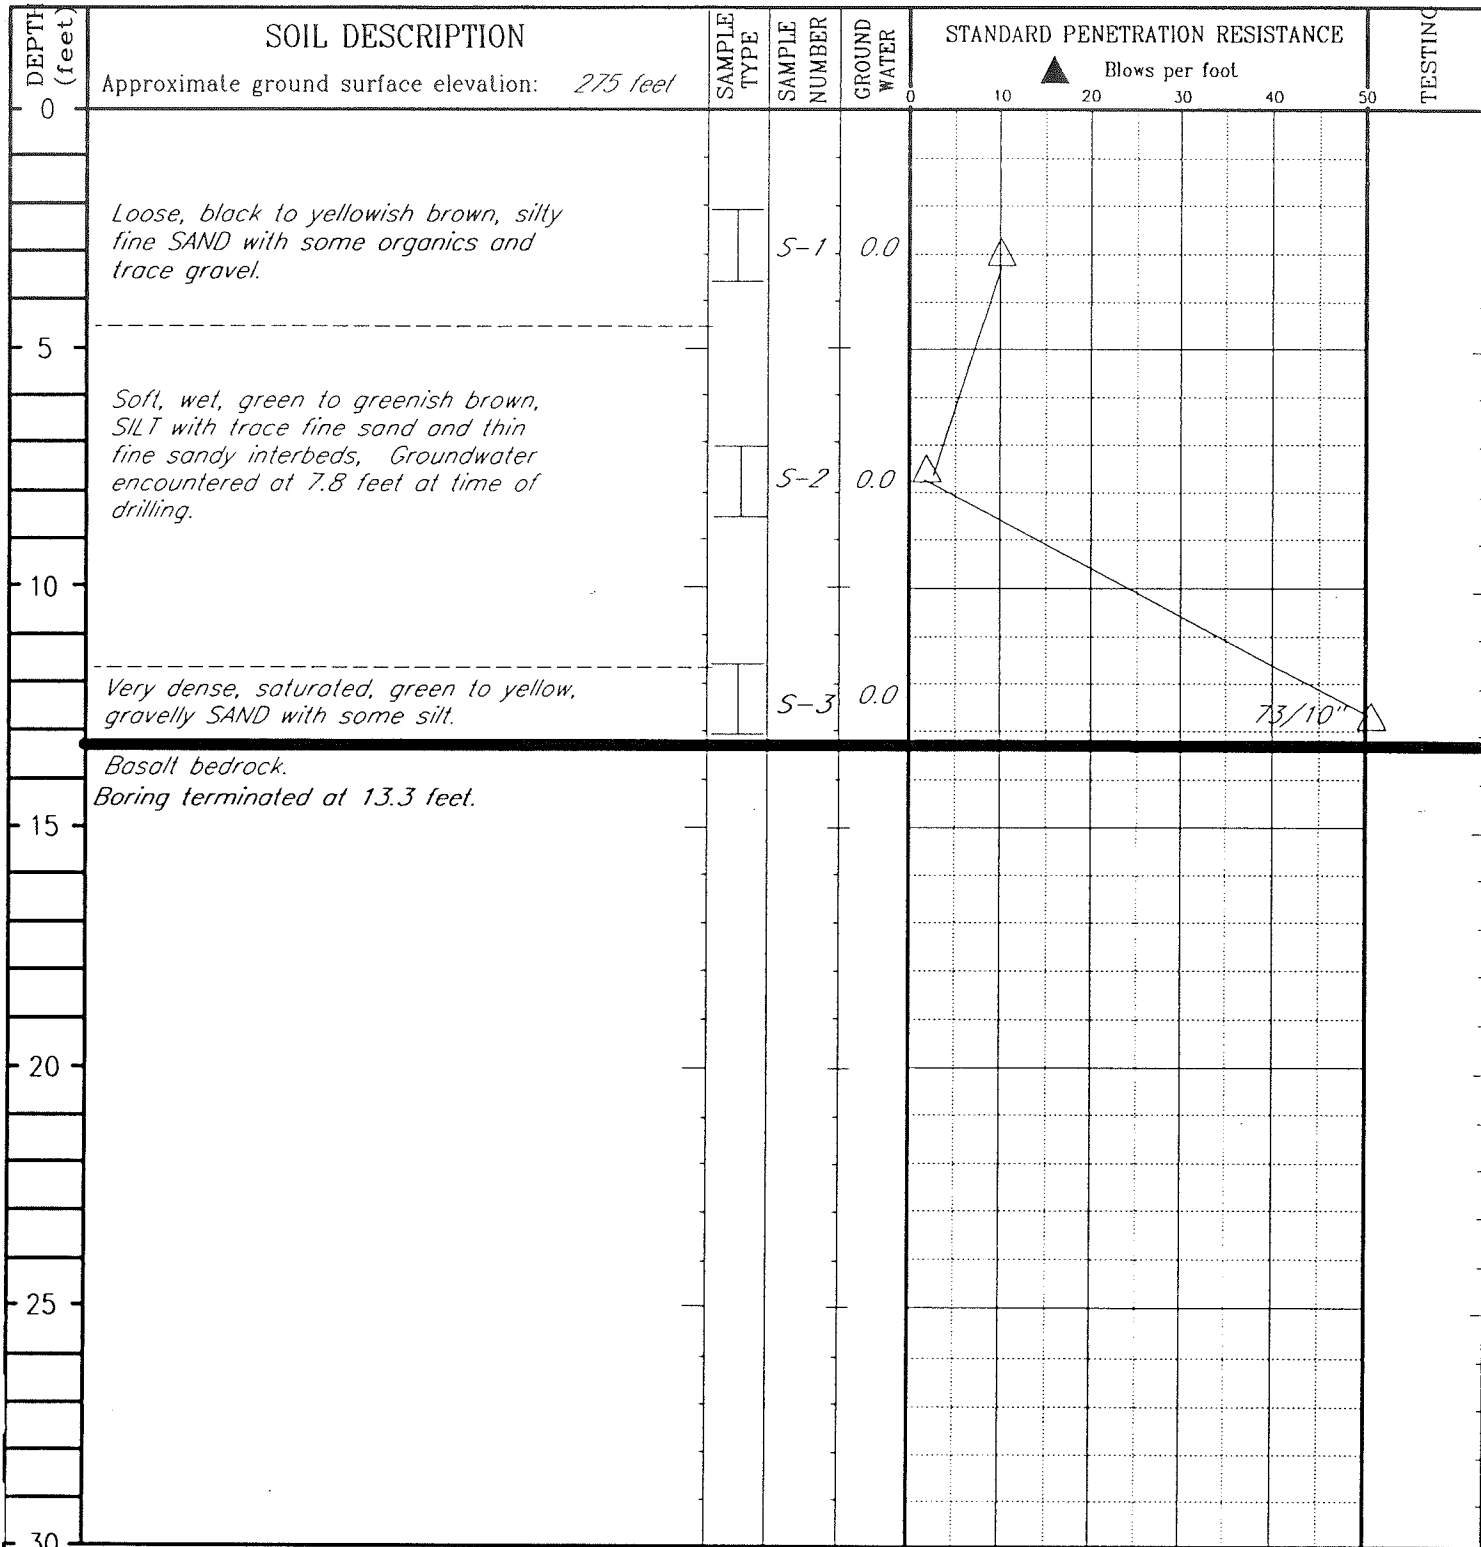 DEPTH
(feet)
SOIL DESCRIPTION
Approximate ground surface elevation: 275 feet
SAMPLE
TYPE
SAMPLE
NUMBER
GROUND
WATER
STANDARD PENETRATION RESISTANCE
Blows per foot
0 10 20 30 40 50
TESTING
0
Loose, black to yellowish brown, silty
fine SAND with some organics and
trace gravel.
S-1 0.0
5
Soft, wet, green to greenish brown,
SILT with trace fine sand and thin
fine sandy interbeds, Groundwater
encountered at 7.8 feet at time of
drilling.
S-2 0.0
10
Very dense, saturated, green to yellow,
gravelly SAND with some silt.
S-3 0.0
73/10"
Basalt bedrock.
Boring terminated at 13.3 feet.
15
20
25
30